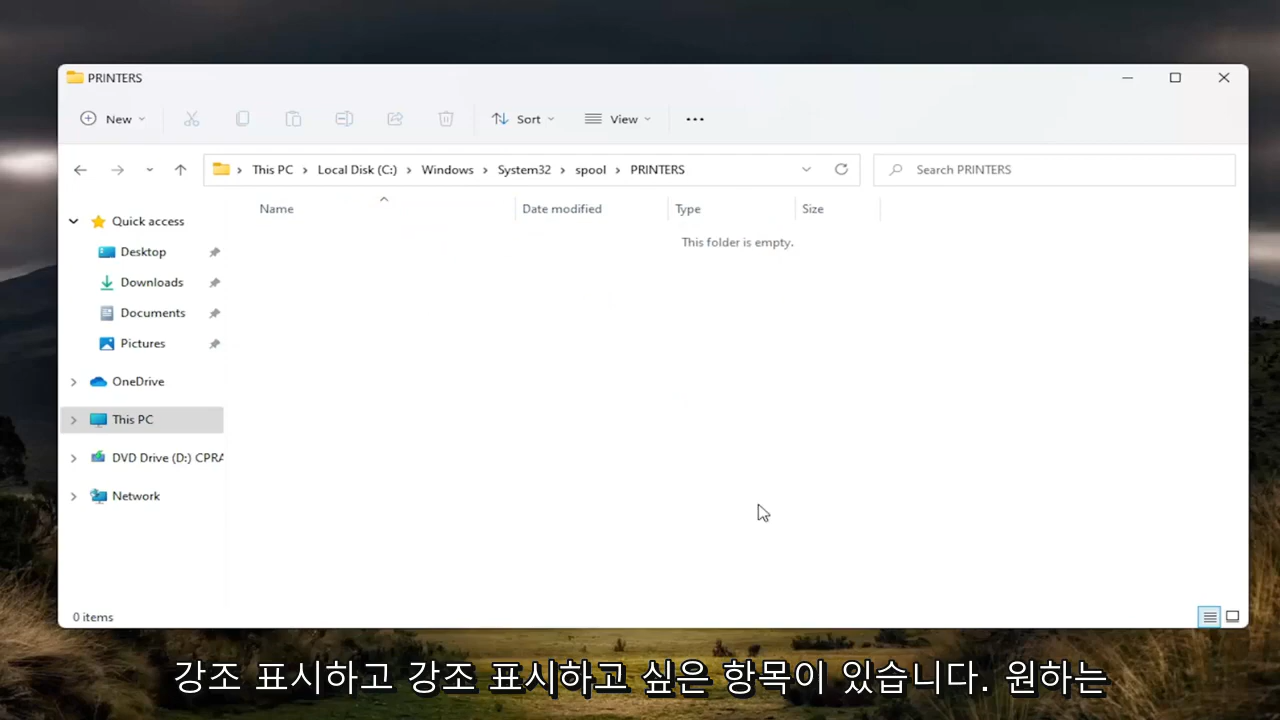 PRINTERS
New
Sort
View
This PC > Local Disk (C:) > Windows > System32 > spool > PRINTERS
Search PRINTERS
Name
Date modified
Type
Size
This folder is empty.
Quick access
Desktop
Downloads
Documents
Pictures
OneDrive
This PC
DVD Drive (D:) CPRA
Network
0 items
강조 표시하고 강조 표시하고 싶은 항목이 있습니다. 원하는